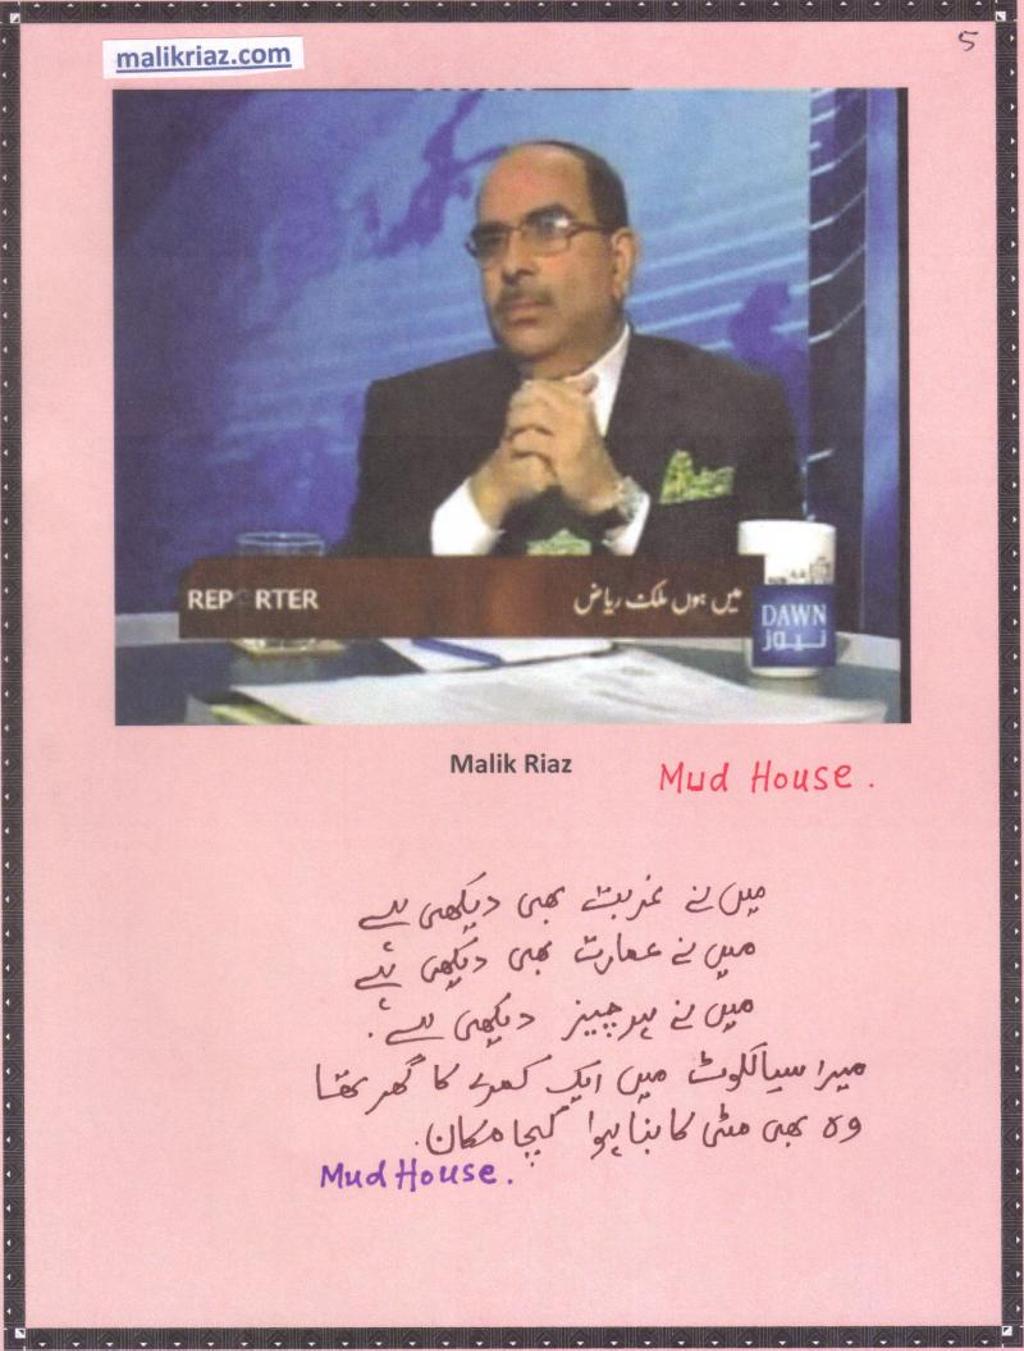 malikriaz.com
5
REPORTER
میں ہوں ملک ریاض
DAWN
نیوز
Malik Riaz
Mud House.
میں نے غربت بھی دیکھی ہے
میں نے عمارت بھی دیکھی ہے
میں نے ہر چیز دیکھی ہے.
میرا سیالکوٹ میں ایک کمرے کا گھر تھا
وہ بھی مٹی کا بنا ہوا کچا مکان.
Mud House.